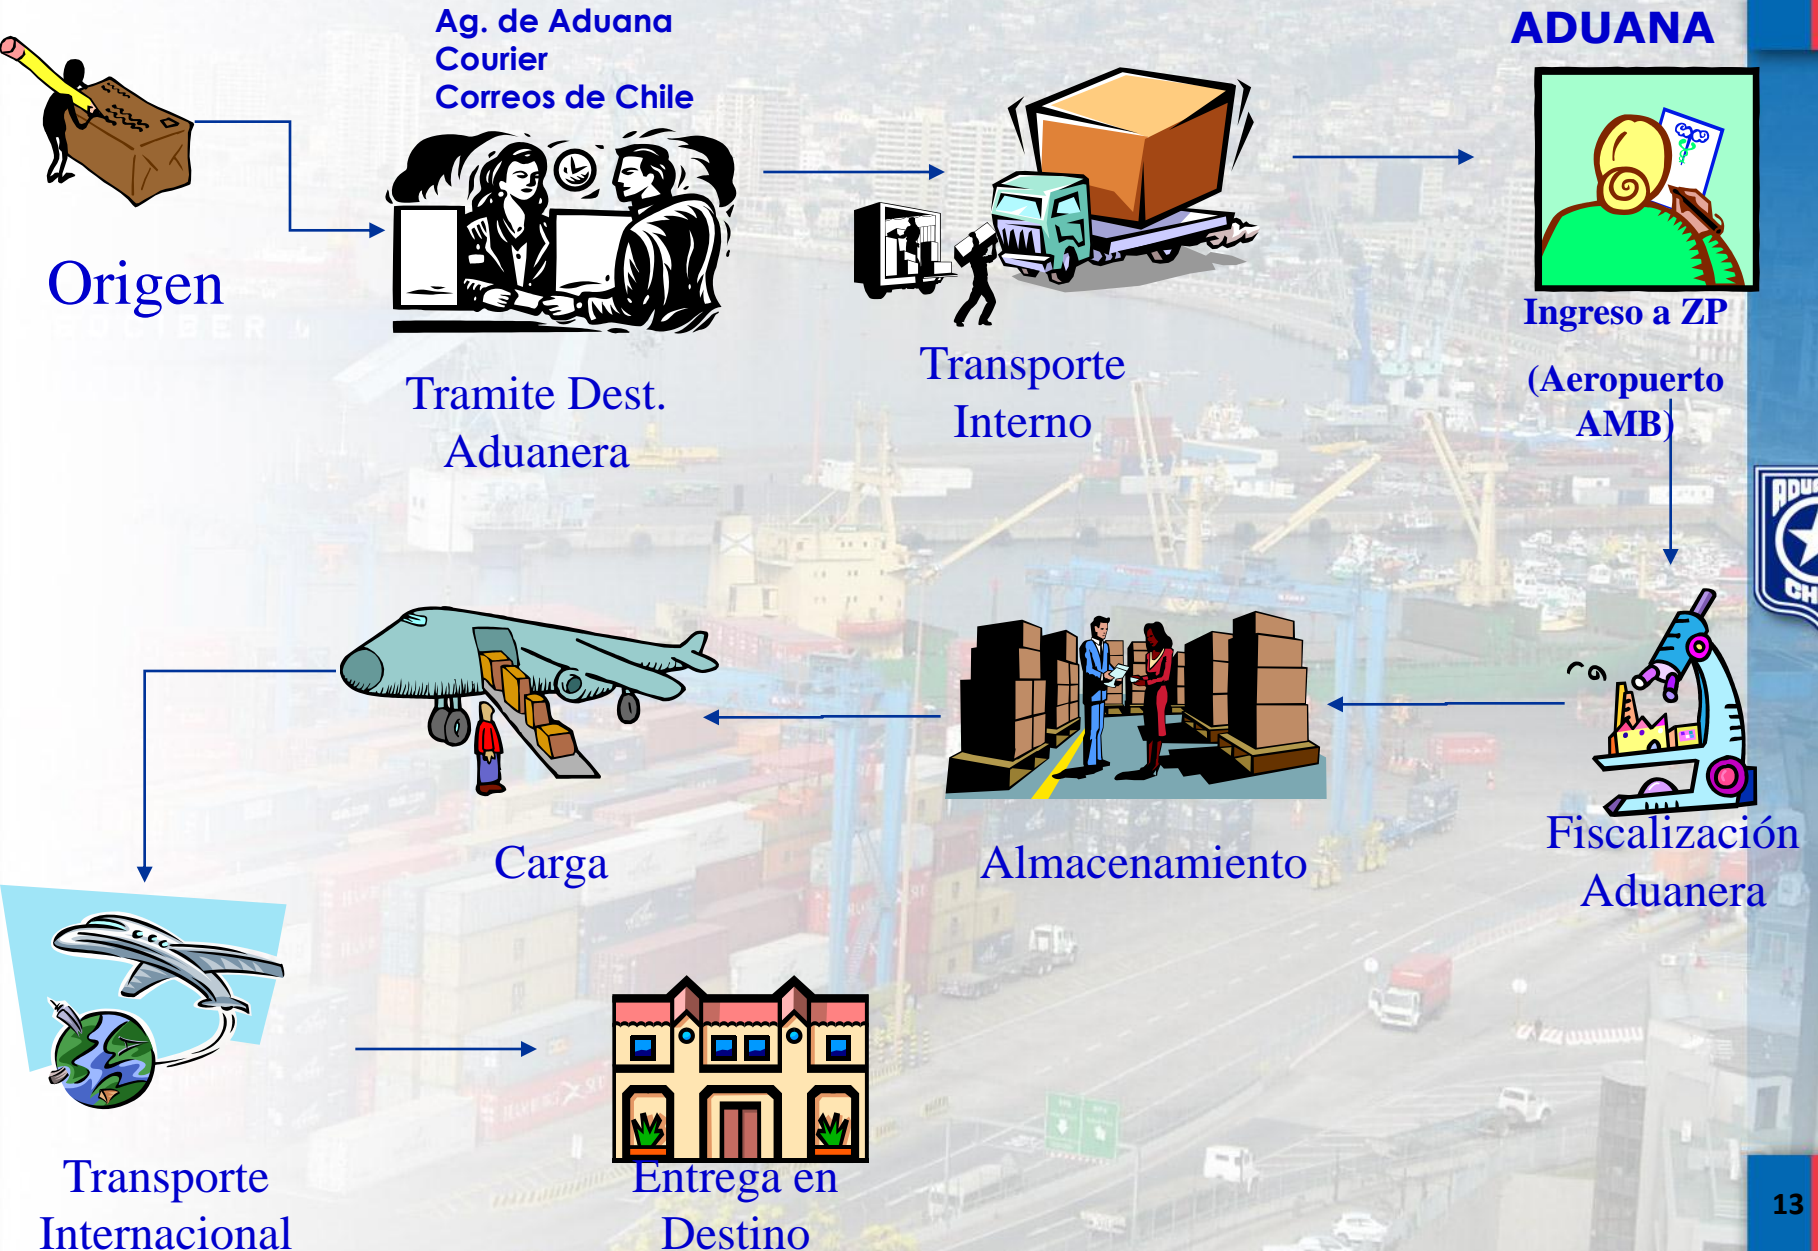 Ag. de Aduana
Courier
Correos de Chile
ADUANA
Origen
Tramite Dest.
Aduanera
Transporte
Interno
Ingreso a ZP
(Aeropuerto
AMB)
Carga
Almacenamiento
Fiscalización
Aduanera
Transporte
Internacional
Entrega en
Destino
13